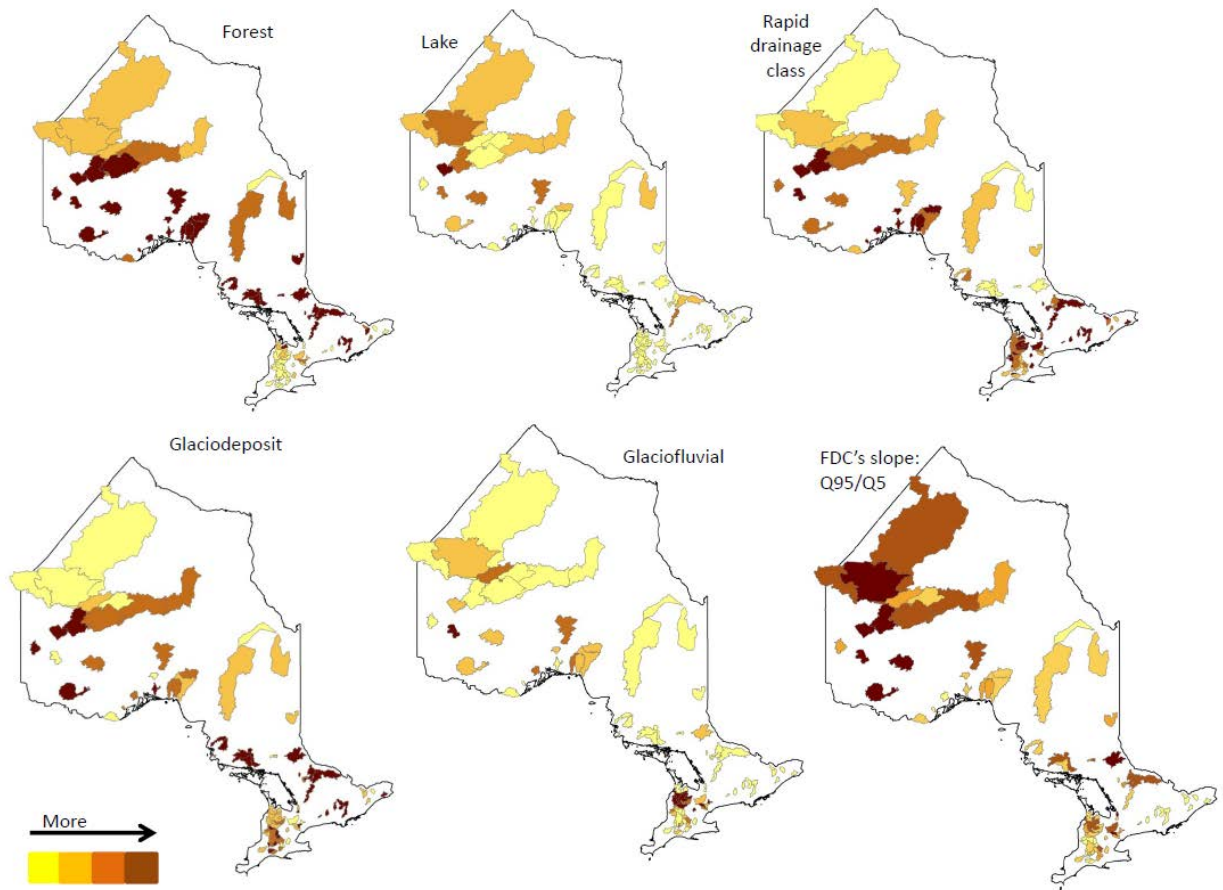 Forest
Lake
Rapid
drainage
class
Glaciodeposit
Glaciofluvial
FDC's slope:
Q95/Q5
More